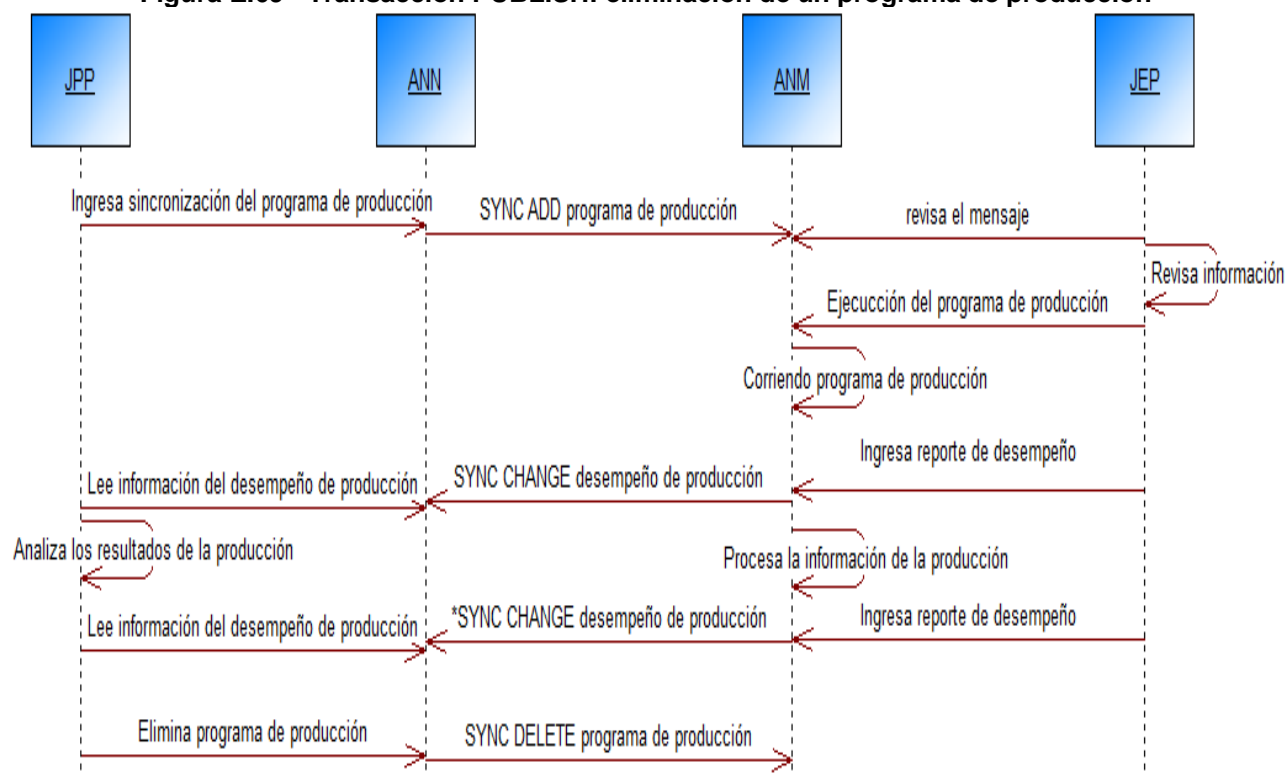 JPP
ANN
ANM
JEP
Ingresa sincronización del programa de producción
SYNC ADD programa de producción
revisa el mensaje
Revisa información
Ejecucción del programa de producción
Corriendo programa de producción
Ingresa reporte de desempeño
SYNC CHANGE desempeño de producción
Lee información del desempeño de producción
Analiza los resultados de la producción
Procesa la información de la producción
Ingresa reporte de desempeño
*SYNC CHANGE desempeño de producción
Lee información del desempeño de producción
Elimina programa de producción
SYNC DELETE programa de producción